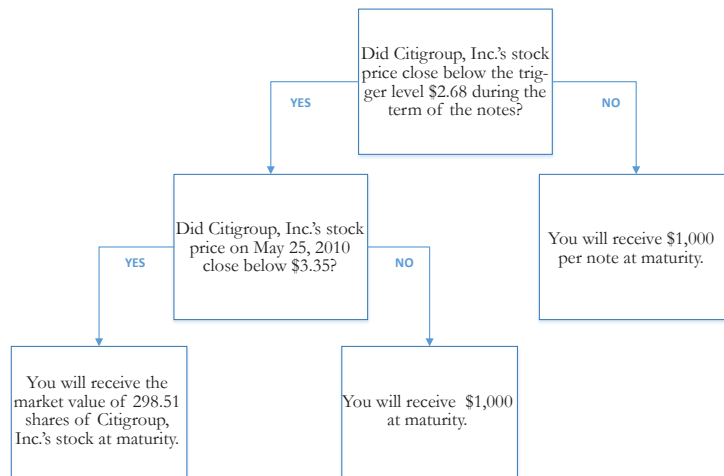 Did Citigroup, Inc.'s stock
price close below the trig-
ger level $2.68 during the
term of the notes?
YES
NO
Did Citigroup, Inc.'s stock
price on May 25, 2010
close below $3.35?
You will receive $1,000
per note at maturity.
YES
NO
You will receive the
market value of 298.51
shares of Citigroup,
Inc.'s stock at maturity.
You will receive $1,000
at maturity.